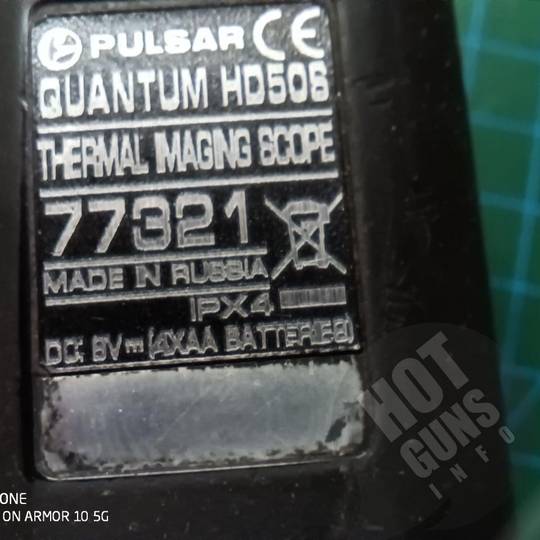 PULSAR CE
QUANTUM HD50S
THERMAL IMAGING SCOPE
77321
MADE IN RUSSIA
IPX4
DC: 6V (4XAA BATTERIES)
HOT
GUNS
INFO
ONE
ON ARMOR 10 5G